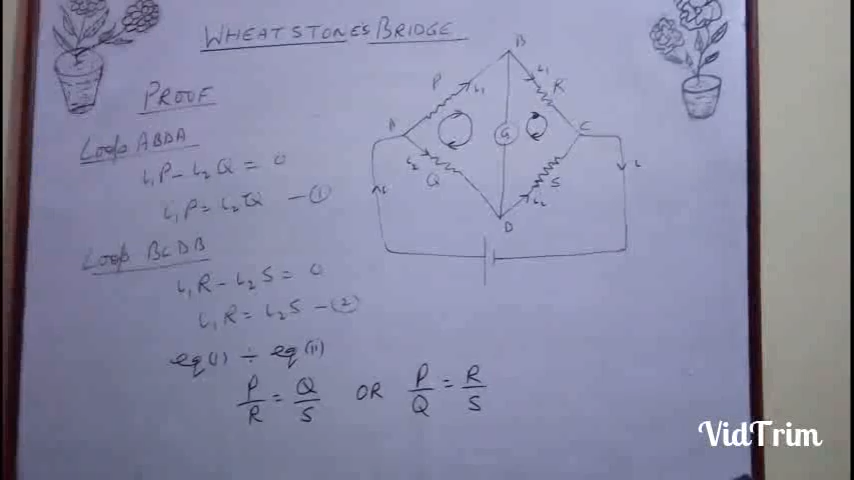 WHEATSTONE'S BRIDGE
PROOF
Loop ABDA
i₁P - i₂Q = 0
i₁P = i₂Q - ①
Loop BCDB
i₁R - i₂S = 0
i₁R = i₂S - ②
eq(i) ÷ eq(ii)
P/R = Q/S OR P/Q = R/S
B
P
i₁
i₁
R
A
G
C
i₂
Q
S
i₂
D
i
i
VidTrim